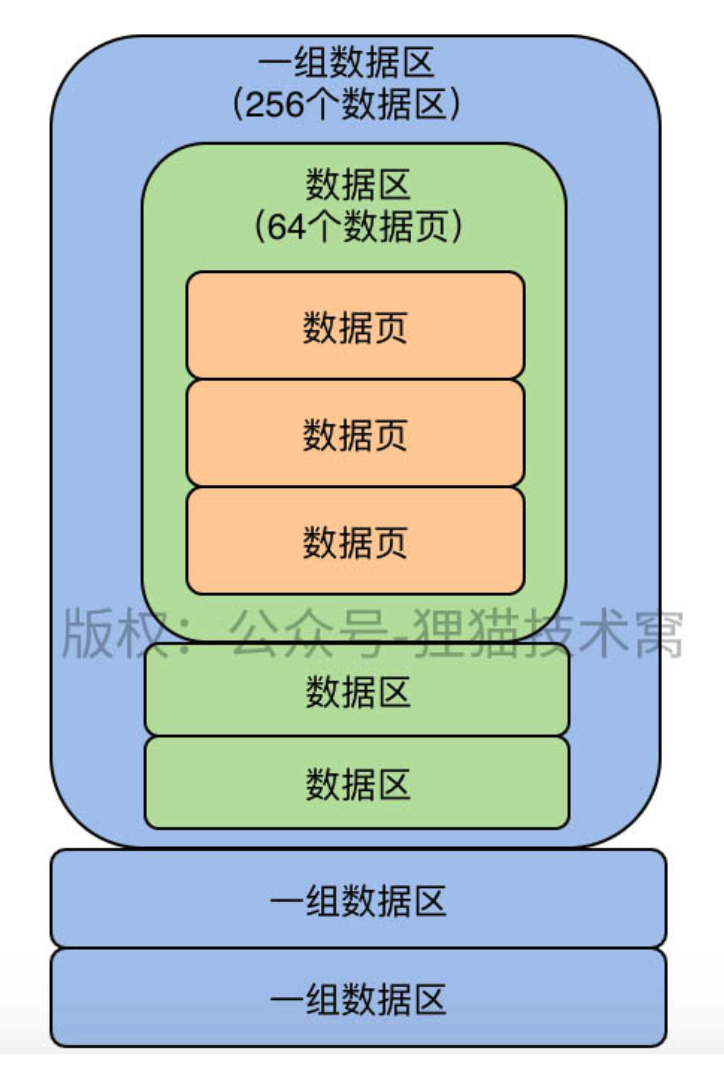 一组数据区
（256个数据区）
数据区
（64个数据页）
数据页
数据页
数据页
版权：公众号-狸猫技术窝
数据区
数据区
一组数据区
一组数据区